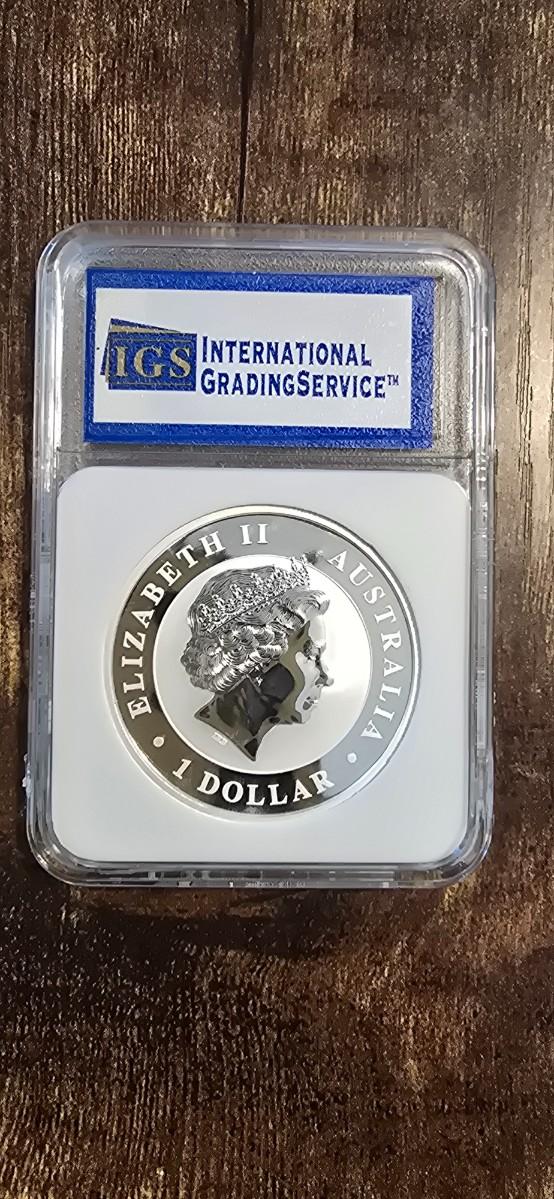 IGS
INTERNATIONAL
GRADINGSERVICE™
ELIZABETH II
AUSTRALIA
1 DOLLAR